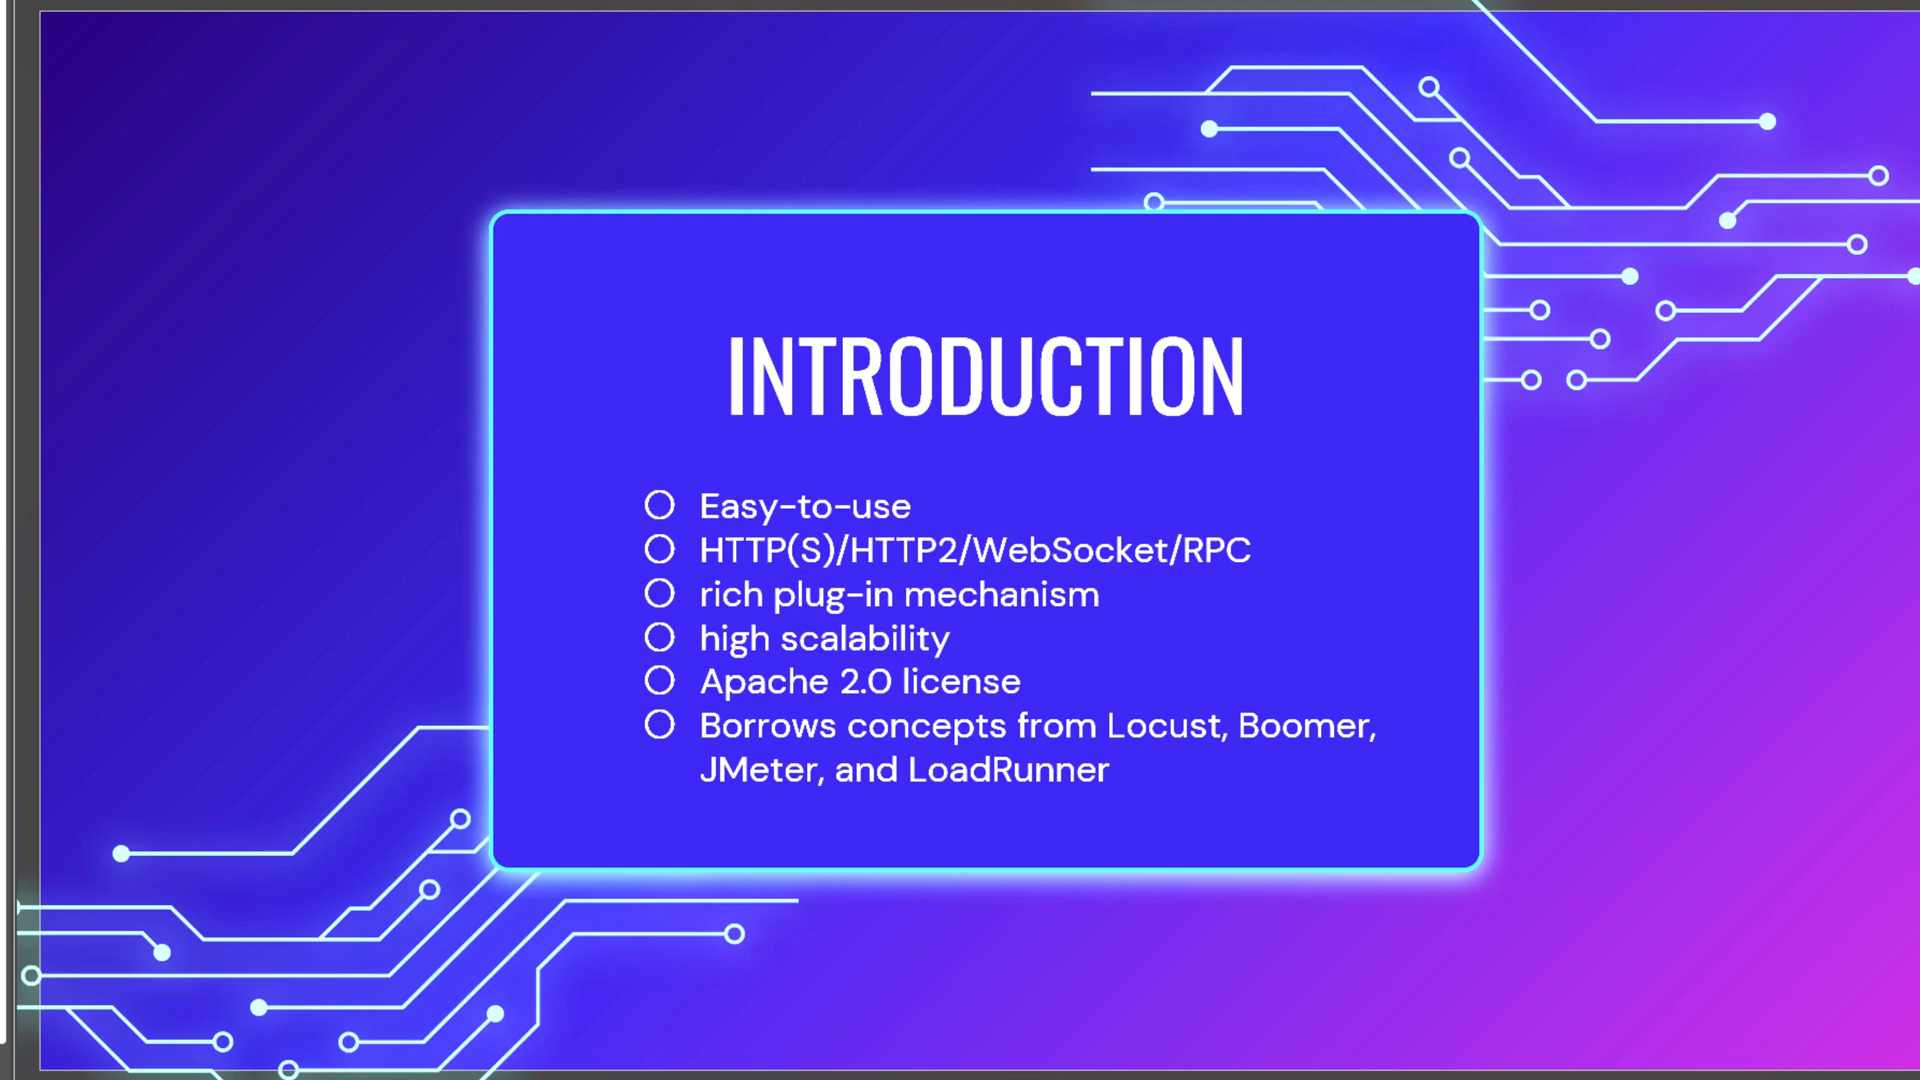 INTRODUCTION
Easy-to-use
HTTP(S)/HTTP2/WebSocket/RPC
rich plug-in mechanism
high scalability
Apache 2.0 license
Borrows concepts from Locust, Boomer,
JMeter, and LoadRunner